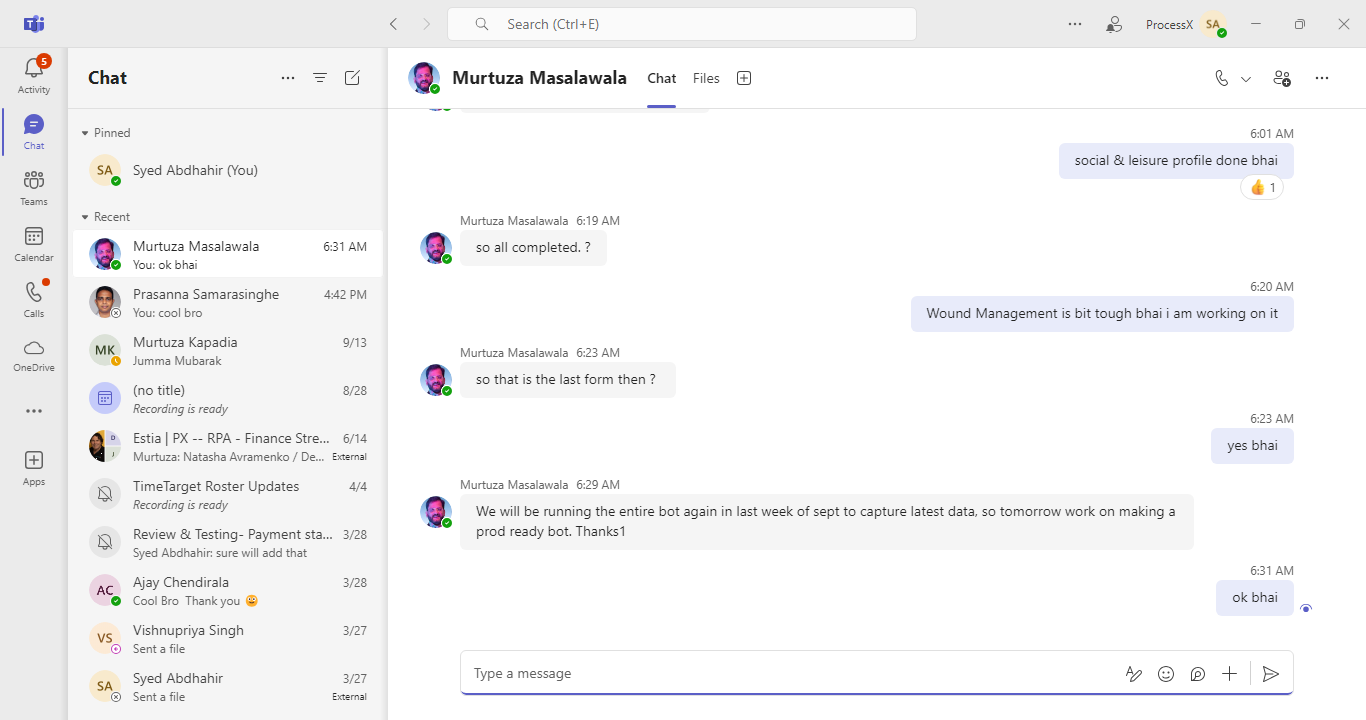 Search (Ctrl+E)
ProcessX
SA
5
Activity
Chat
Teams
Calendar
Calls
OneDrive
Apps
Chat
Pinned
SA
Syed Abdhahir (You)
Recent
Murtuza Masalawala 6:31 AM
You: ok bhai
Prasanna Samarasinghe 4:42 PM
You: cool bro
MK
Murtuza Kapadia 9/13
Jumma Mubarak
(no title) 8/28
Recording is ready
Estia | PX -- RPA - Finance Stre... 6/14
Murtuza: Natasha Avramenko / De... External
TimeTarget Roster Updates 4/4
Recording is ready
Review & Testing- Payment sta... 3/28
Syed Abdhahir: sure will add that
AC
Ajay Chendirala 3/28
Cool Bro Thank you 😀
VS
Vishnupriya Singh 3/27
Sent a file
SA
Syed Abdhahir 3/27
Sent a file External
Murtuza Masalawala Chat Files
6:01 AM
social & leisure profile done bhai
👍 1
Murtuza Masalawala 6:19 AM
so all completed. ?
6:20 AM
Wound Management is bit tough bhai i am working on it
Murtuza Masalawala 6:23 AM
so that is the last form then ?
6:23 AM
yes bhai
Murtuza Masalawala 6:29 AM
We will be running the entire bot again in last week of sept to capture latest data, so tomorrow work on making a
prod ready bot. Thanks1
6:31 AM
ok bhai
Type a message